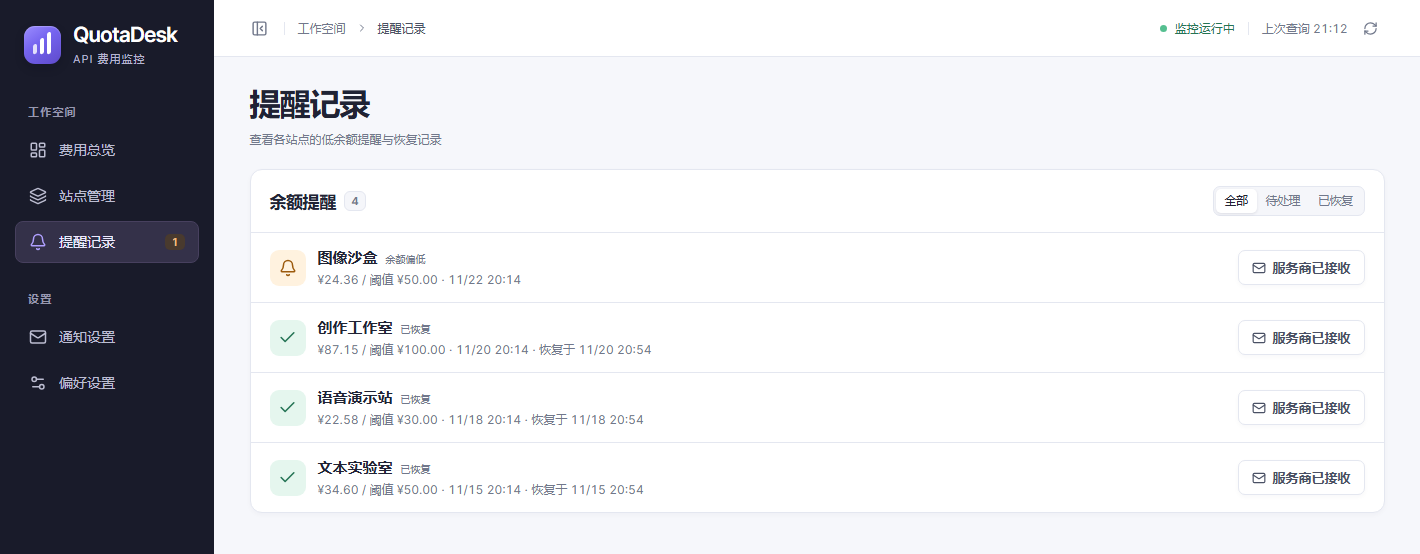 QuotaDesk
API 费用监控
工作空间
费用总览
站点管理
提醒记录 1
设置
通知设置
偏好设置
工作空间 > 提醒记录
监控运行中 上次查询 21:12
提醒记录
查看各站点的低余额提醒与恢复记录
余额提醒 4
全部 待处理 已恢复
图像沙盒 余额偏低
¥24.36 / 阈值 ¥50.00 · 11/22 20:14
服务商已接收
创作工作室 已恢复
¥87.15 / 阈值 ¥100.00 · 11/20 20:14 · 恢复于 11/20 20:54
服务商已接收
语音演示站 已恢复
¥22.58 / 阈值 ¥30.00 · 11/18 20:14 · 恢复于 11/18 20:54
服务商已接收
文本实验室 已恢复
¥34.60 / 阈值 ¥50.00 · 11/15 20:14 · 恢复于 11/15 20:54
服务商已接收